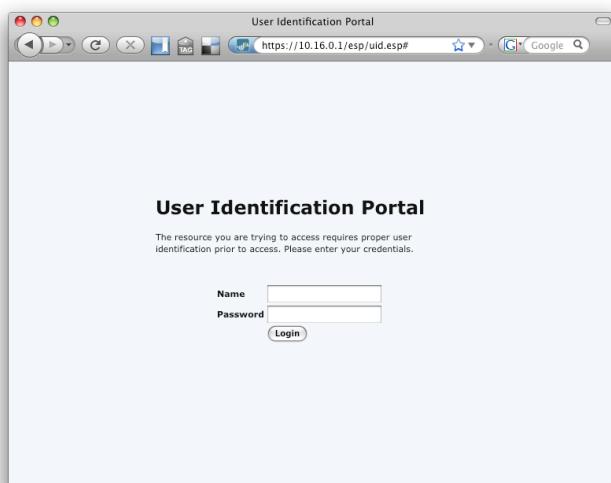 User Identification Portal
TAG
https://10.16.0.1/esp/uid.esp#
G
Google
User Identification Portal
The resource you are trying to access requires proper user
identification prior to access. Please enter your credentials.
Name
Password
Login